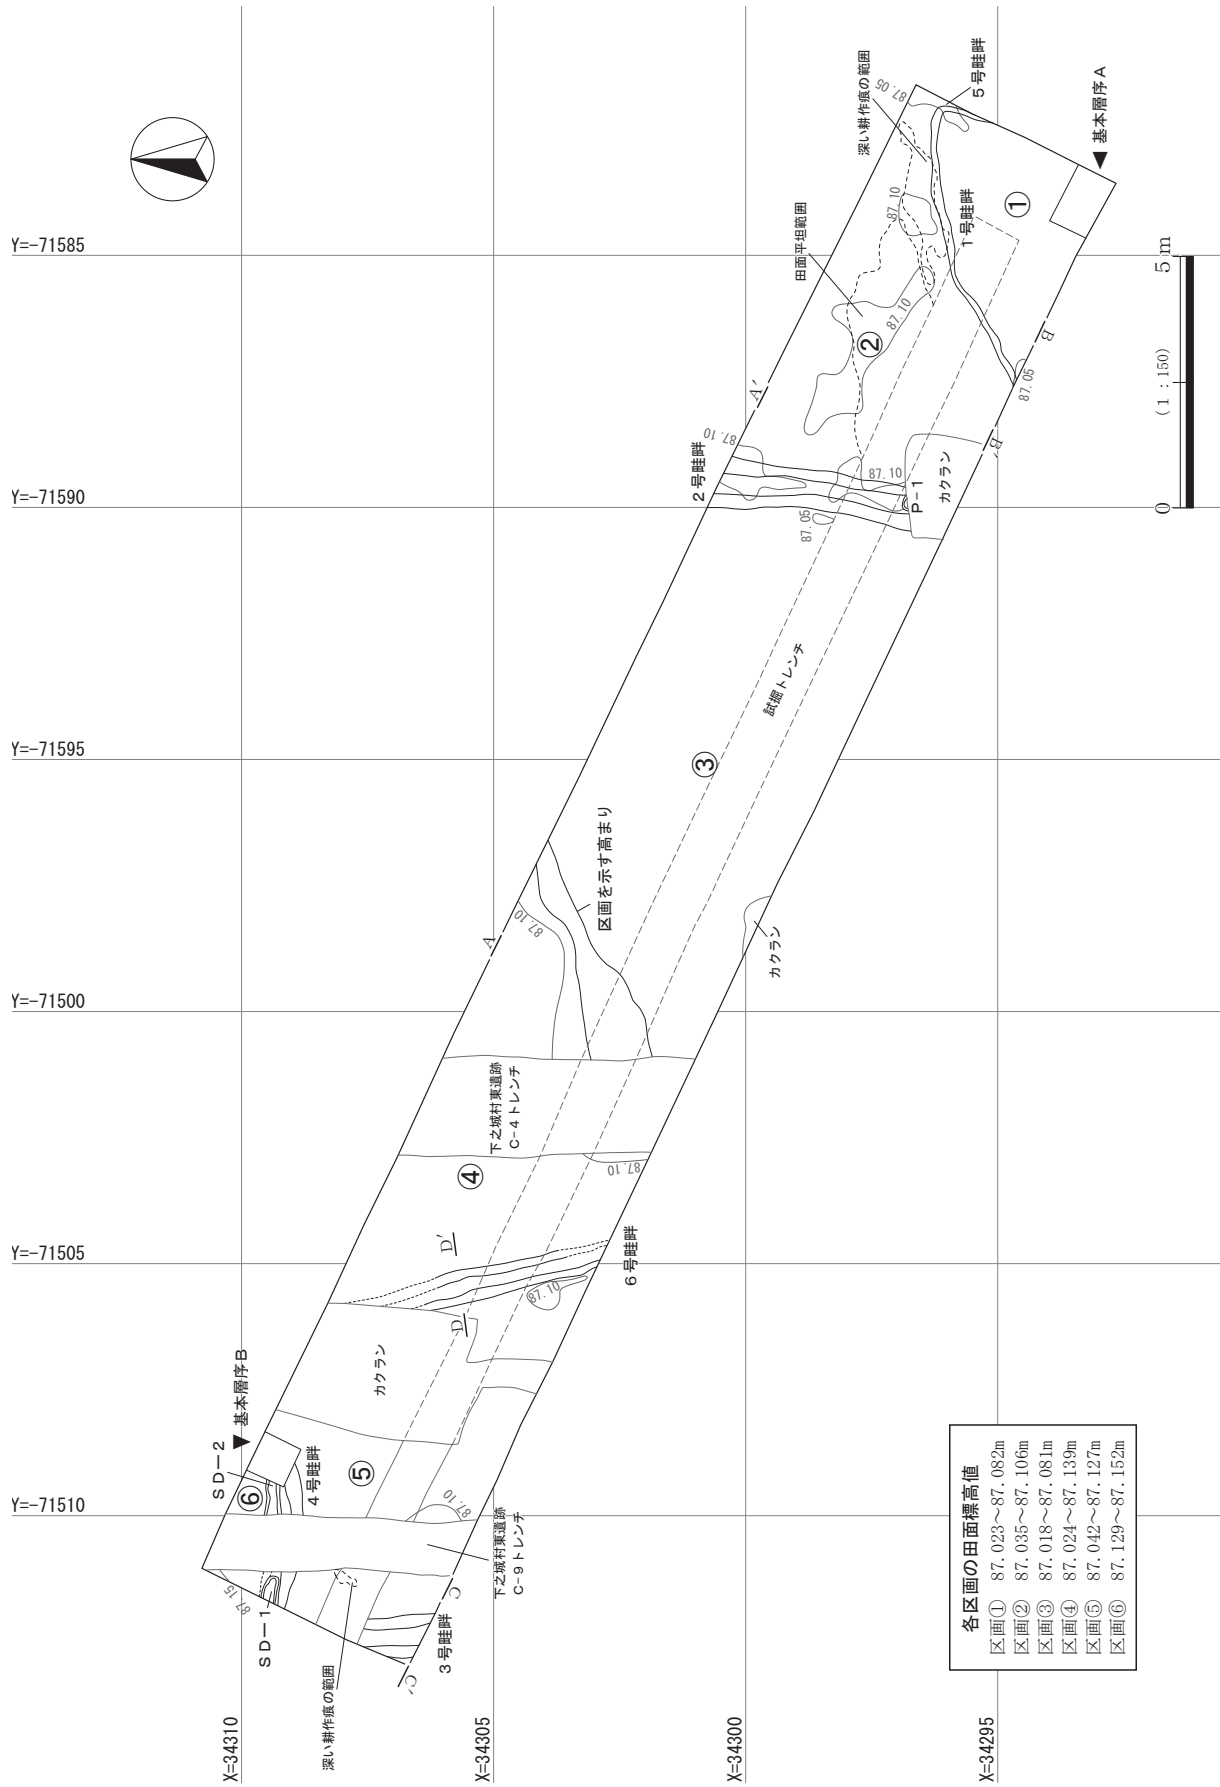 Y=-71585
Y=-71590
Y=-71595
Y=-71500
Y=-71505
Y=-71510
X=34310
X=34305
X=34300
X=34295
5号畦畔
87.05
深い耕作痕の範囲
基本層序A
87.10
1号畦畔
①
田面平坦範囲
87.10
②
B
87.05
A'
87.10
2号畦畔
87.10
B'
カクラン
P-1
87.05
試掘トレンチ
③
区画を示す高まり
カクラン
87.10
A
下之城村東遺跡
C-4トレンチ
④
87.10
D'
6号畦畔
87.10
D
カクラン
基本層序B
SD-2
4号畦畔
⑤
⑥
87.10
下之城村東遺跡
C-9トレンチ
87.15
SD-1
C
3号畦畔
C'
深い耕作痕の範囲
0
(1:150)
5m
各区画の田面標高値
区画① 87.023～87.082m
区画② 87.035～87.106m
区画③ 87.018～87.081m
区画④ 87.024～87.139m
区画⑤ 87.042～87.127m
区画⑥ 87.129～87.152m